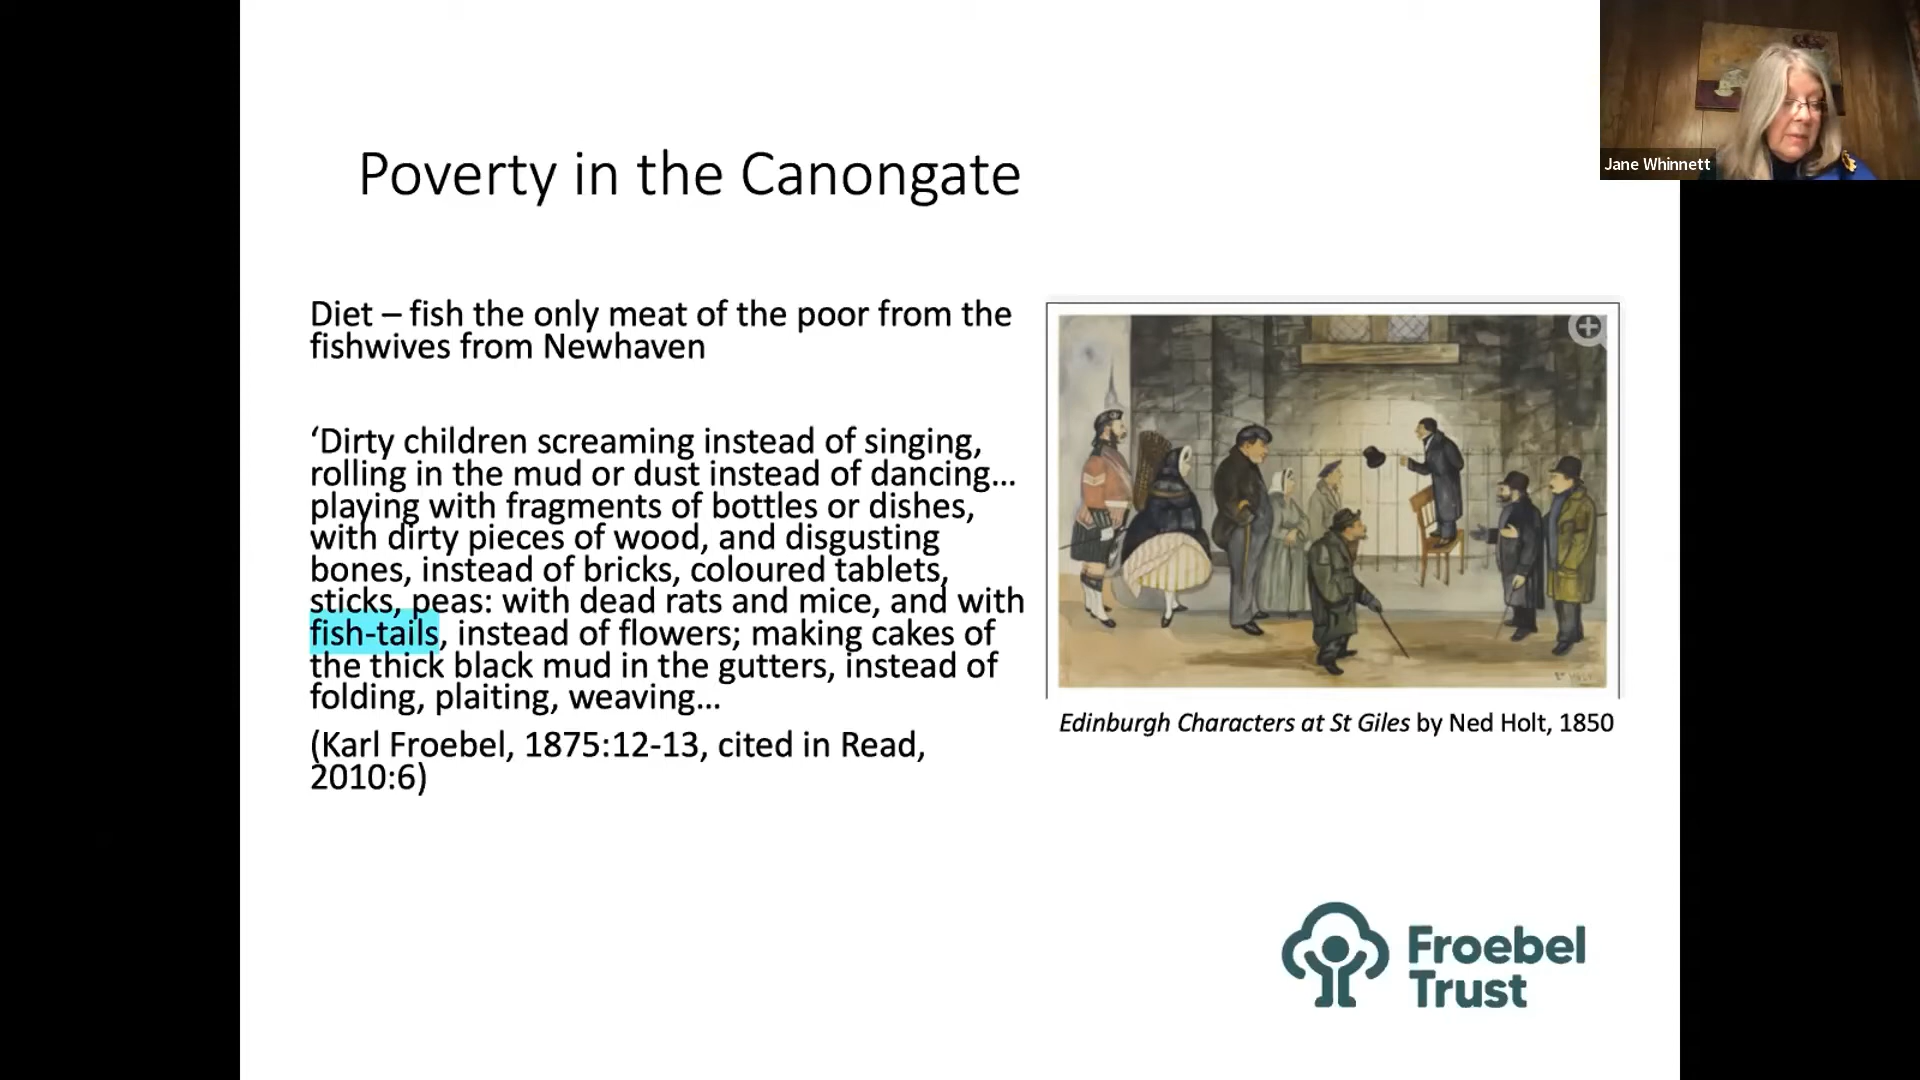 Jane Whinnett
Poverty in the Canongate
Diet – fish the only meat of the poor from the
fishwives from Newhaven
‘Dirty children screaming instead of singing,
rolling in the mud or dust instead of dancing...
playing with fragments of bottles or dishes,
with dirty pieces of wood, and disgusting
bones, instead of bricks, coloured tablets,
sticks, peas: with dead rats and mice, and with
fish-tails, instead of flowers; making cakes of
the thick black mud in the gutters, instead of
folding, plaiting, weaving...
(Karl Froebel, 1875:12-13, cited in Read,
2010:6)
Edinburgh Characters at St Giles by Ned Holt, 1850
Froebel
Trust